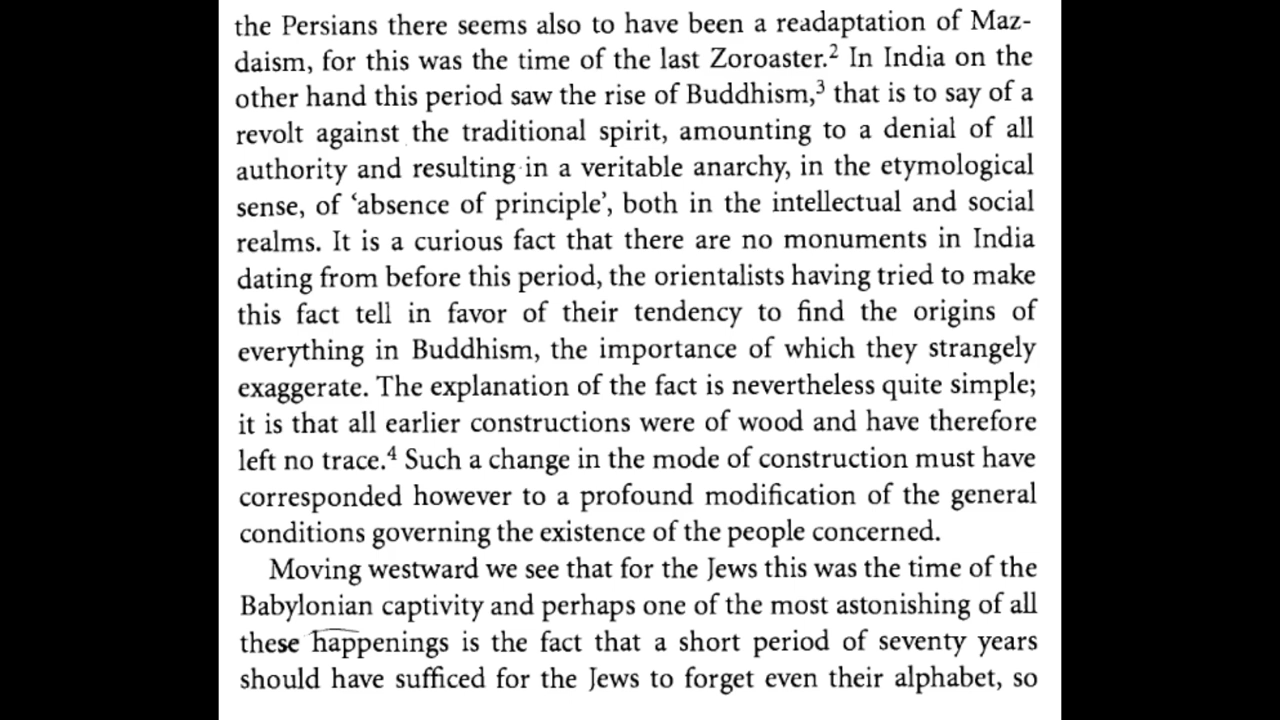 the Persians there seems also to have been a readaptation of Maz-
daism, for this was the time of the last Zoroaster.² In India on the
other hand this period saw the rise of Buddhism,³ that is to say of a
revolt against the traditional spirit, amounting to a denial of all
authority and resulting in a veritable anarchy, in the etymological
sense, of ‘absence of principle’, both in the intellectual and social
realms. It is a curious fact that there are no monuments in India
dating from before this period, the orientalists having tried to make
this fact tell in favor of their tendency to find the origins of
everything in Buddhism, the importance of which they strangely
exaggerate. The explanation of the fact is nevertheless quite simple;
it is that all earlier constructions were of wood and have therefore
left no trace.⁴ Such a change in the mode of construction must have
corresponded however to a profound modification of the general
conditions governing the existence of the people concerned.
Moving westward we see that for the Jews this was the time of the
Babylonian captivity and perhaps one of the most astonishing of all
these happenings is the fact that a short period of seventy years
should have sufficed for the Jews to forget even their alphabet, so